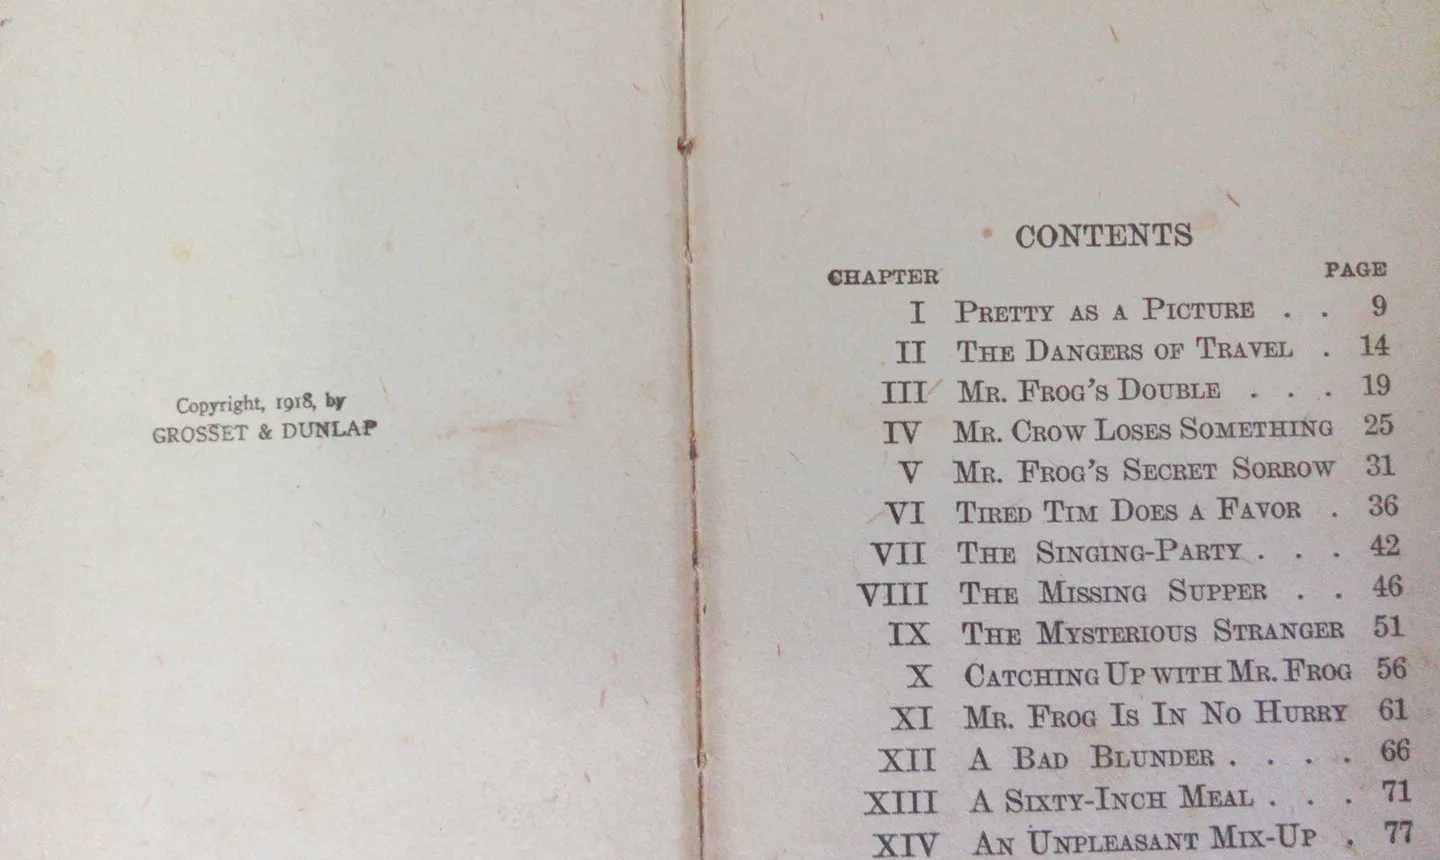 Copyright, 1918, by
GROSSET & DUNLAP
CONTENTS
CHAPTER PAGE
I PRETTY AS A PICTURE . . 9
II THE DANGERS OF TRAVEL . 14
III MR. FROG'S DOUBLE . . . 19
IV MR. CROW LOSES SOMETHING 25
V MR. FROG'S SECRET SORROW 31
VI TIRED TIM DOES A FAVOR . 36
VII THE SINGING-PARTY . . . 42
VIII THE MISSING SUPPER . . 46
IX THE MYSTERIOUS STRANGER 51
X CATCHING UP WITH MR. FROG 56
XI MR. FROG IS IN NO HURRY 61
XII A BAD BLUNDER . . . . 66
XIII A SIXTY-INCH MEAL . . . 71
XIV AN UNPLEASANT MIX-UP . 77